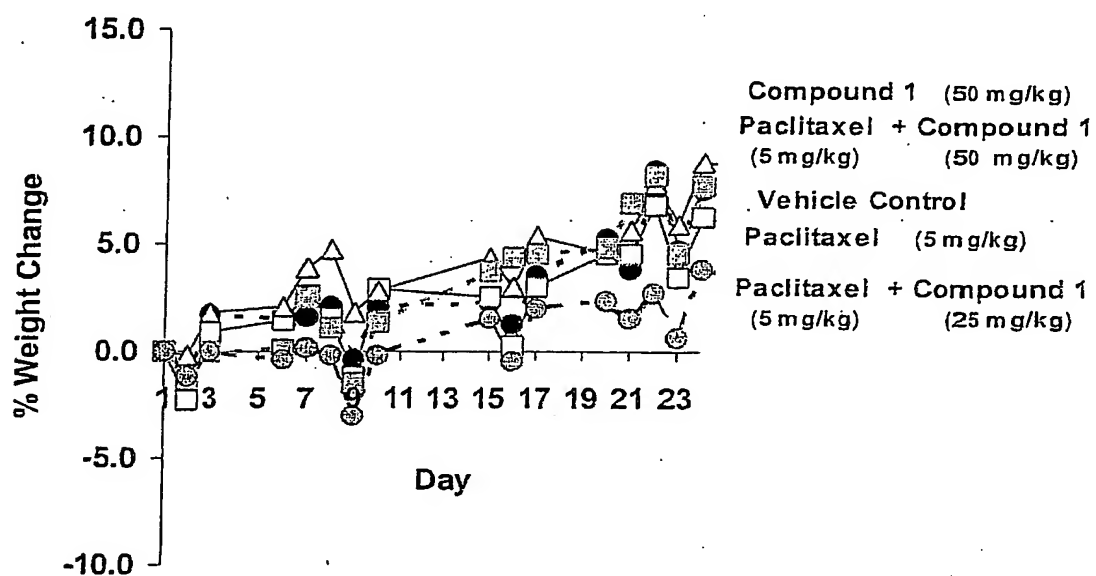 15.0
10.0
5.0
0.0
-5.0
-10.0
% Weight Change
1 3 5 7 9 11 13 15 17 19 21 23
Day
Compound 1 (50 mg/kg)
Paclitaxel + Compound 1
(5 mg/kg) (50 mg/kg)
Vehicle Control
Paclitaxel (5 mg/kg)
Paclitaxel + Compound 1
(5 mg/kg) (25 mg/kg)